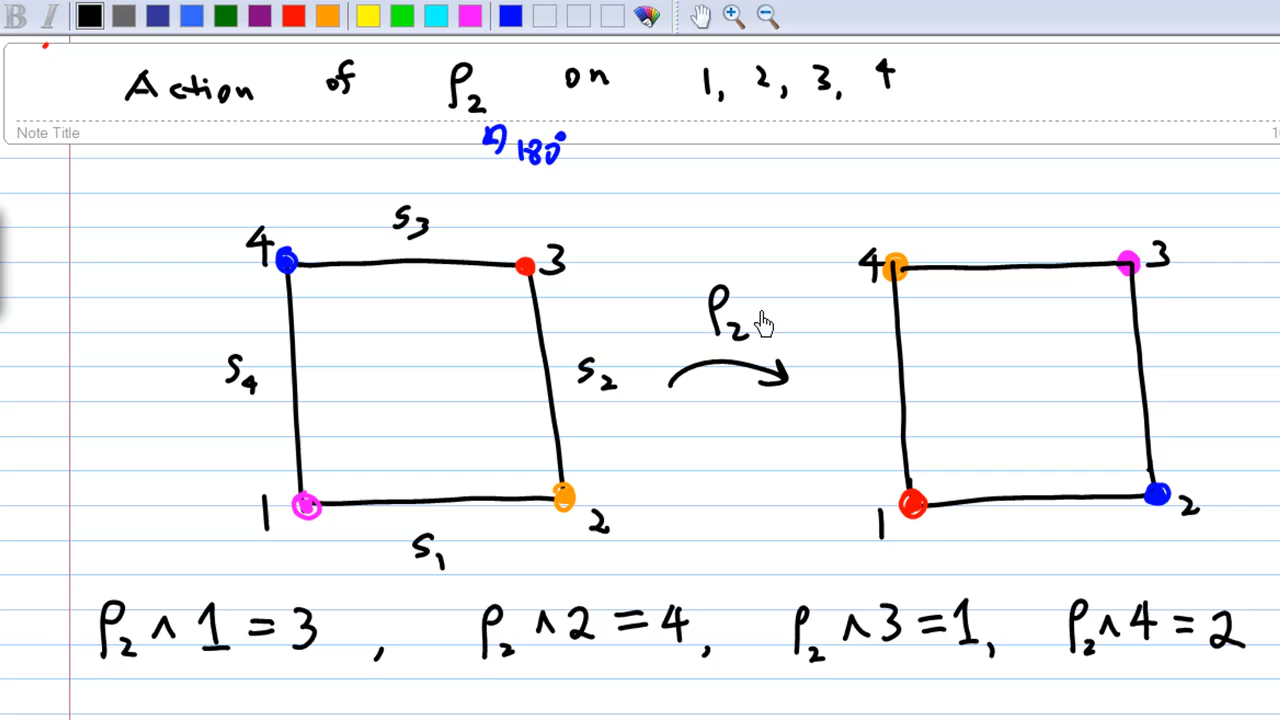 B I
Action of ρ₂ on 1, 2, 3, 4
Note Title
180°
s₃
4 3 4 3
ρ₂
s₄ s₂
1 2 1 2
s₁
ρ₂ ∧ 1 = 3 , ρ₂ ∧ 2 = 4 , ρ₂ ∧ 3 = 1 , ρ₂ ∧ 4 = 2